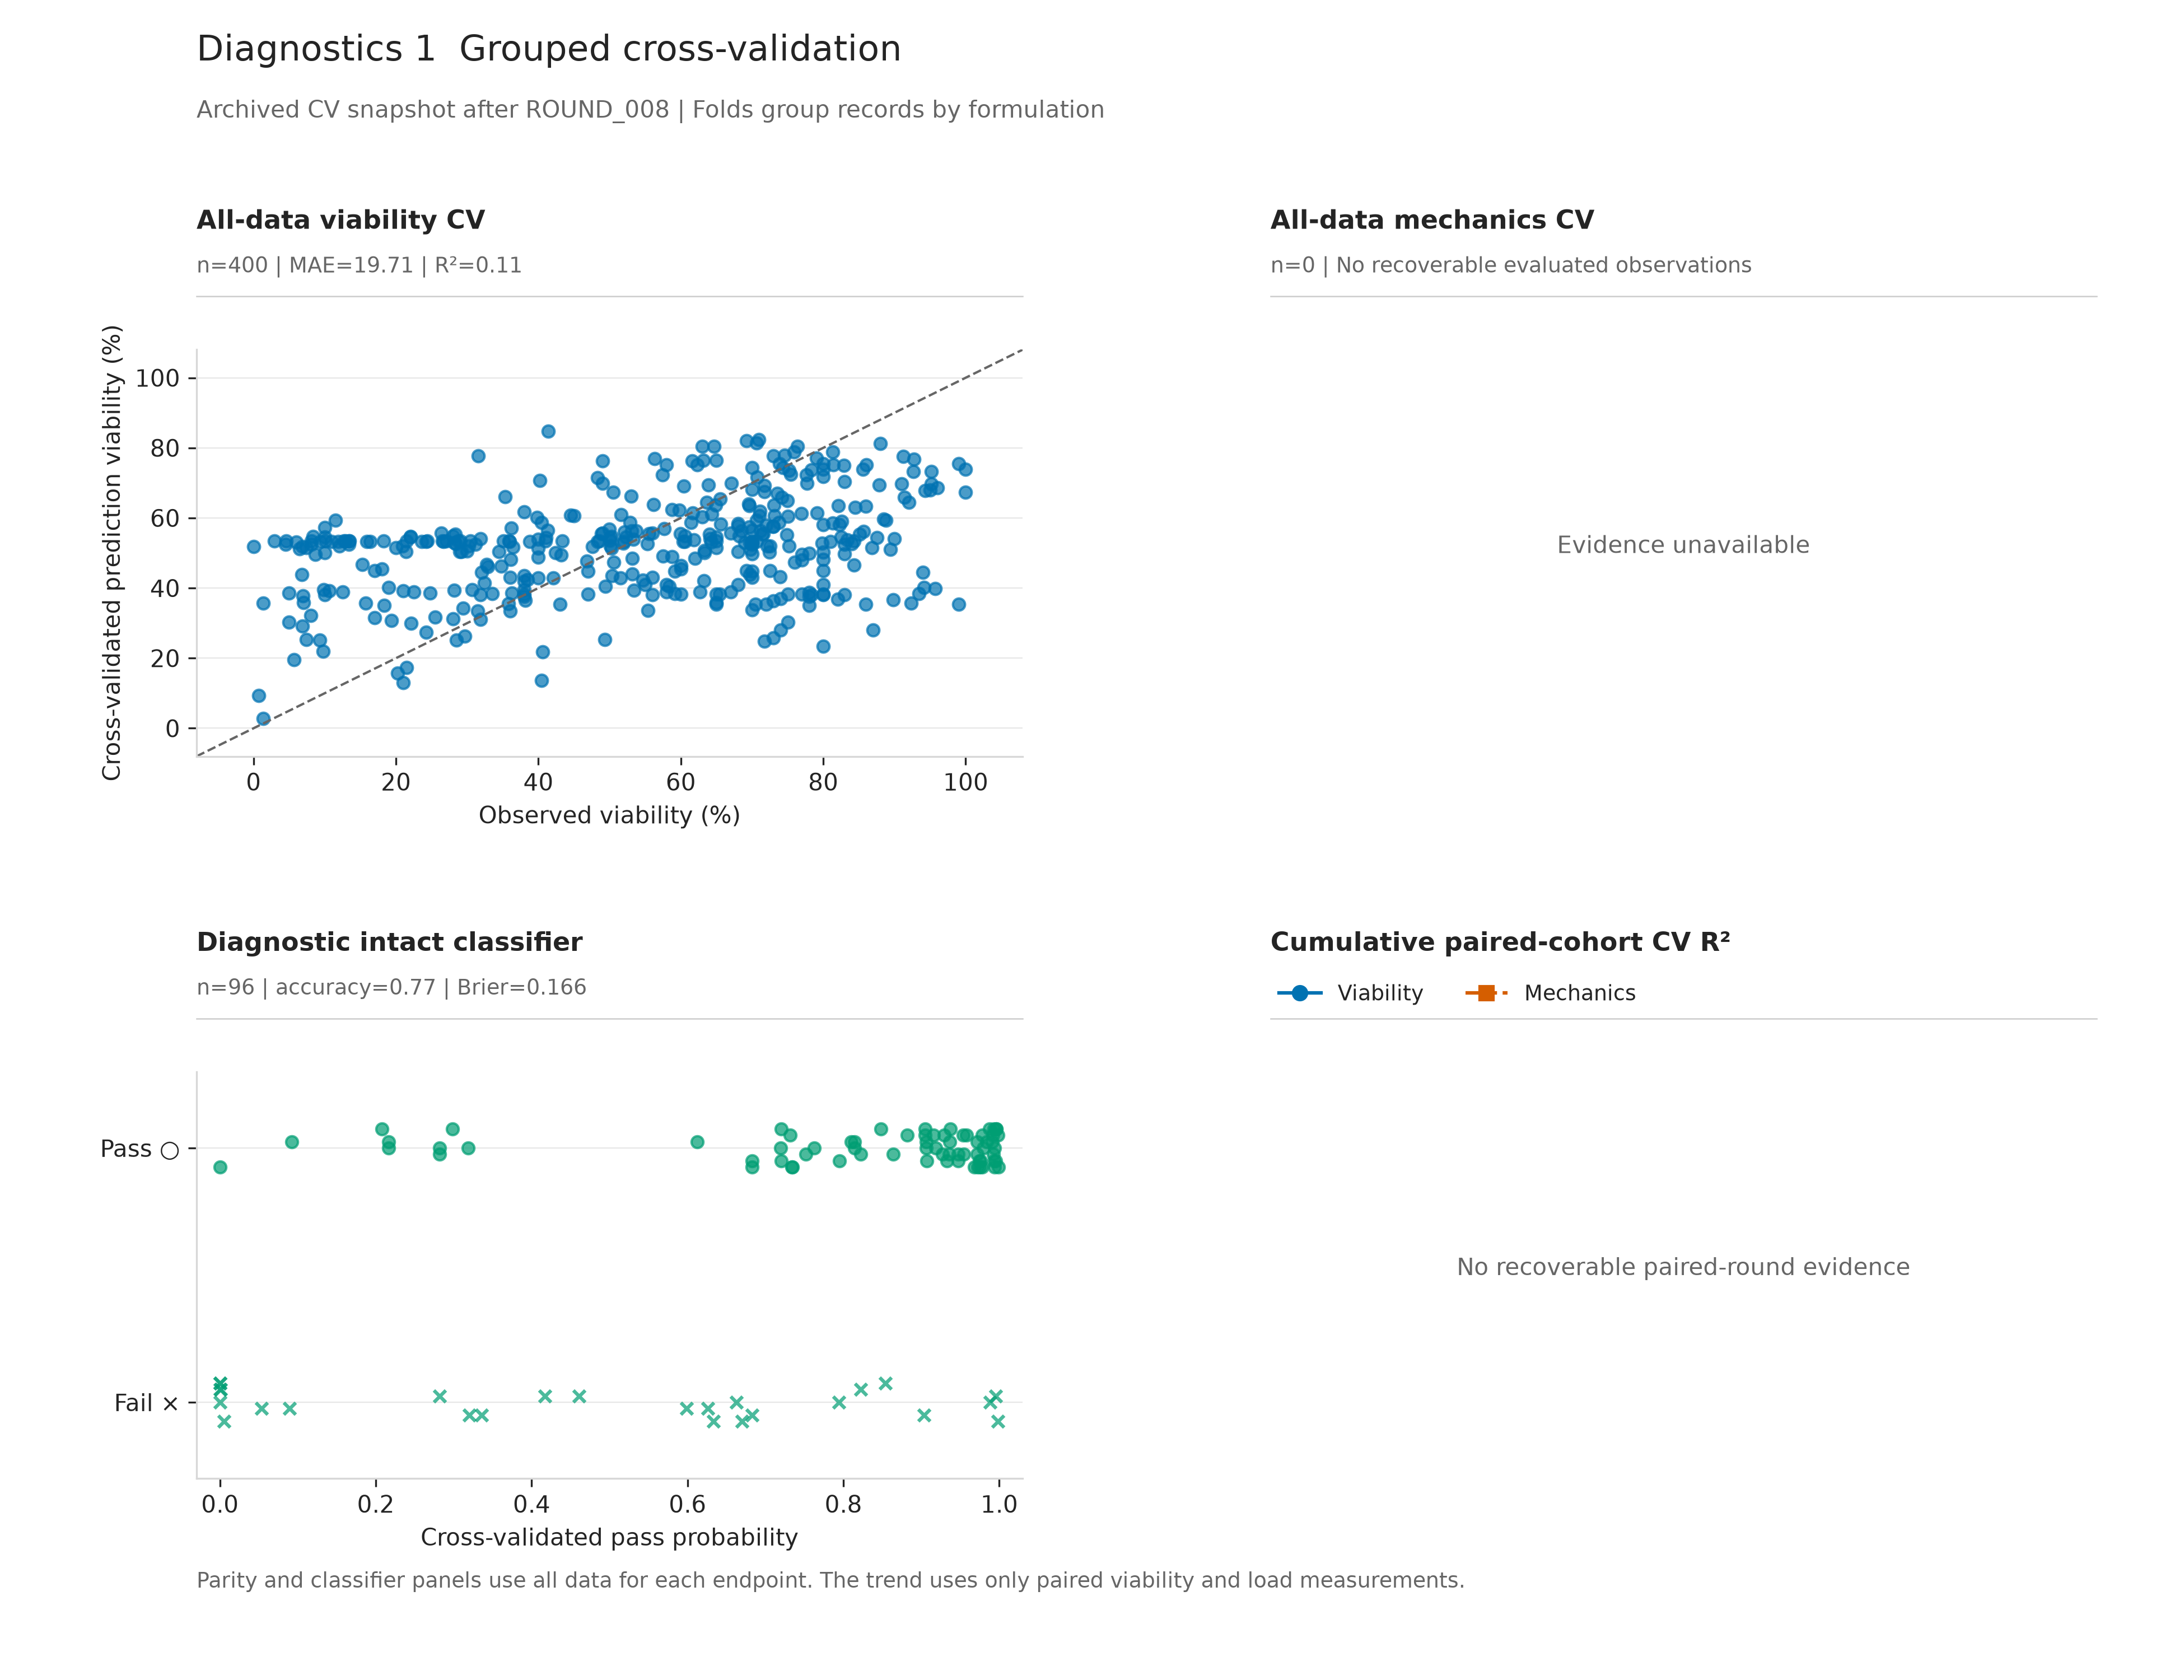 Diagnostics 1  Grouped cross-validation
Archived CV snapshot after ROUND_008 | Folds group records by formulation
All-data viability CV
n=400 | MAE=19.71 | R²=0.11
Cross-validated prediction viability (%)
100
80
60
40
20
0
0 20 40 60 80 100
Observed viability (%)
All-data mechanics CV
n=0 | No recoverable evaluated observations
Evidence unavailable
Diagnostic intact classifier
n=96 | accuracy=0.77 | Brier=0.166
Pass ○
Fail ×
0.0 0.2 0.4 0.6 0.8 1.0
Cross-validated pass probability
Cumulative paired-cohort CV R²
Viability Mechanics
No recoverable paired-round evidence
Parity and classifier panels use all data for each endpoint. The trend uses only paired viability and load measurements.